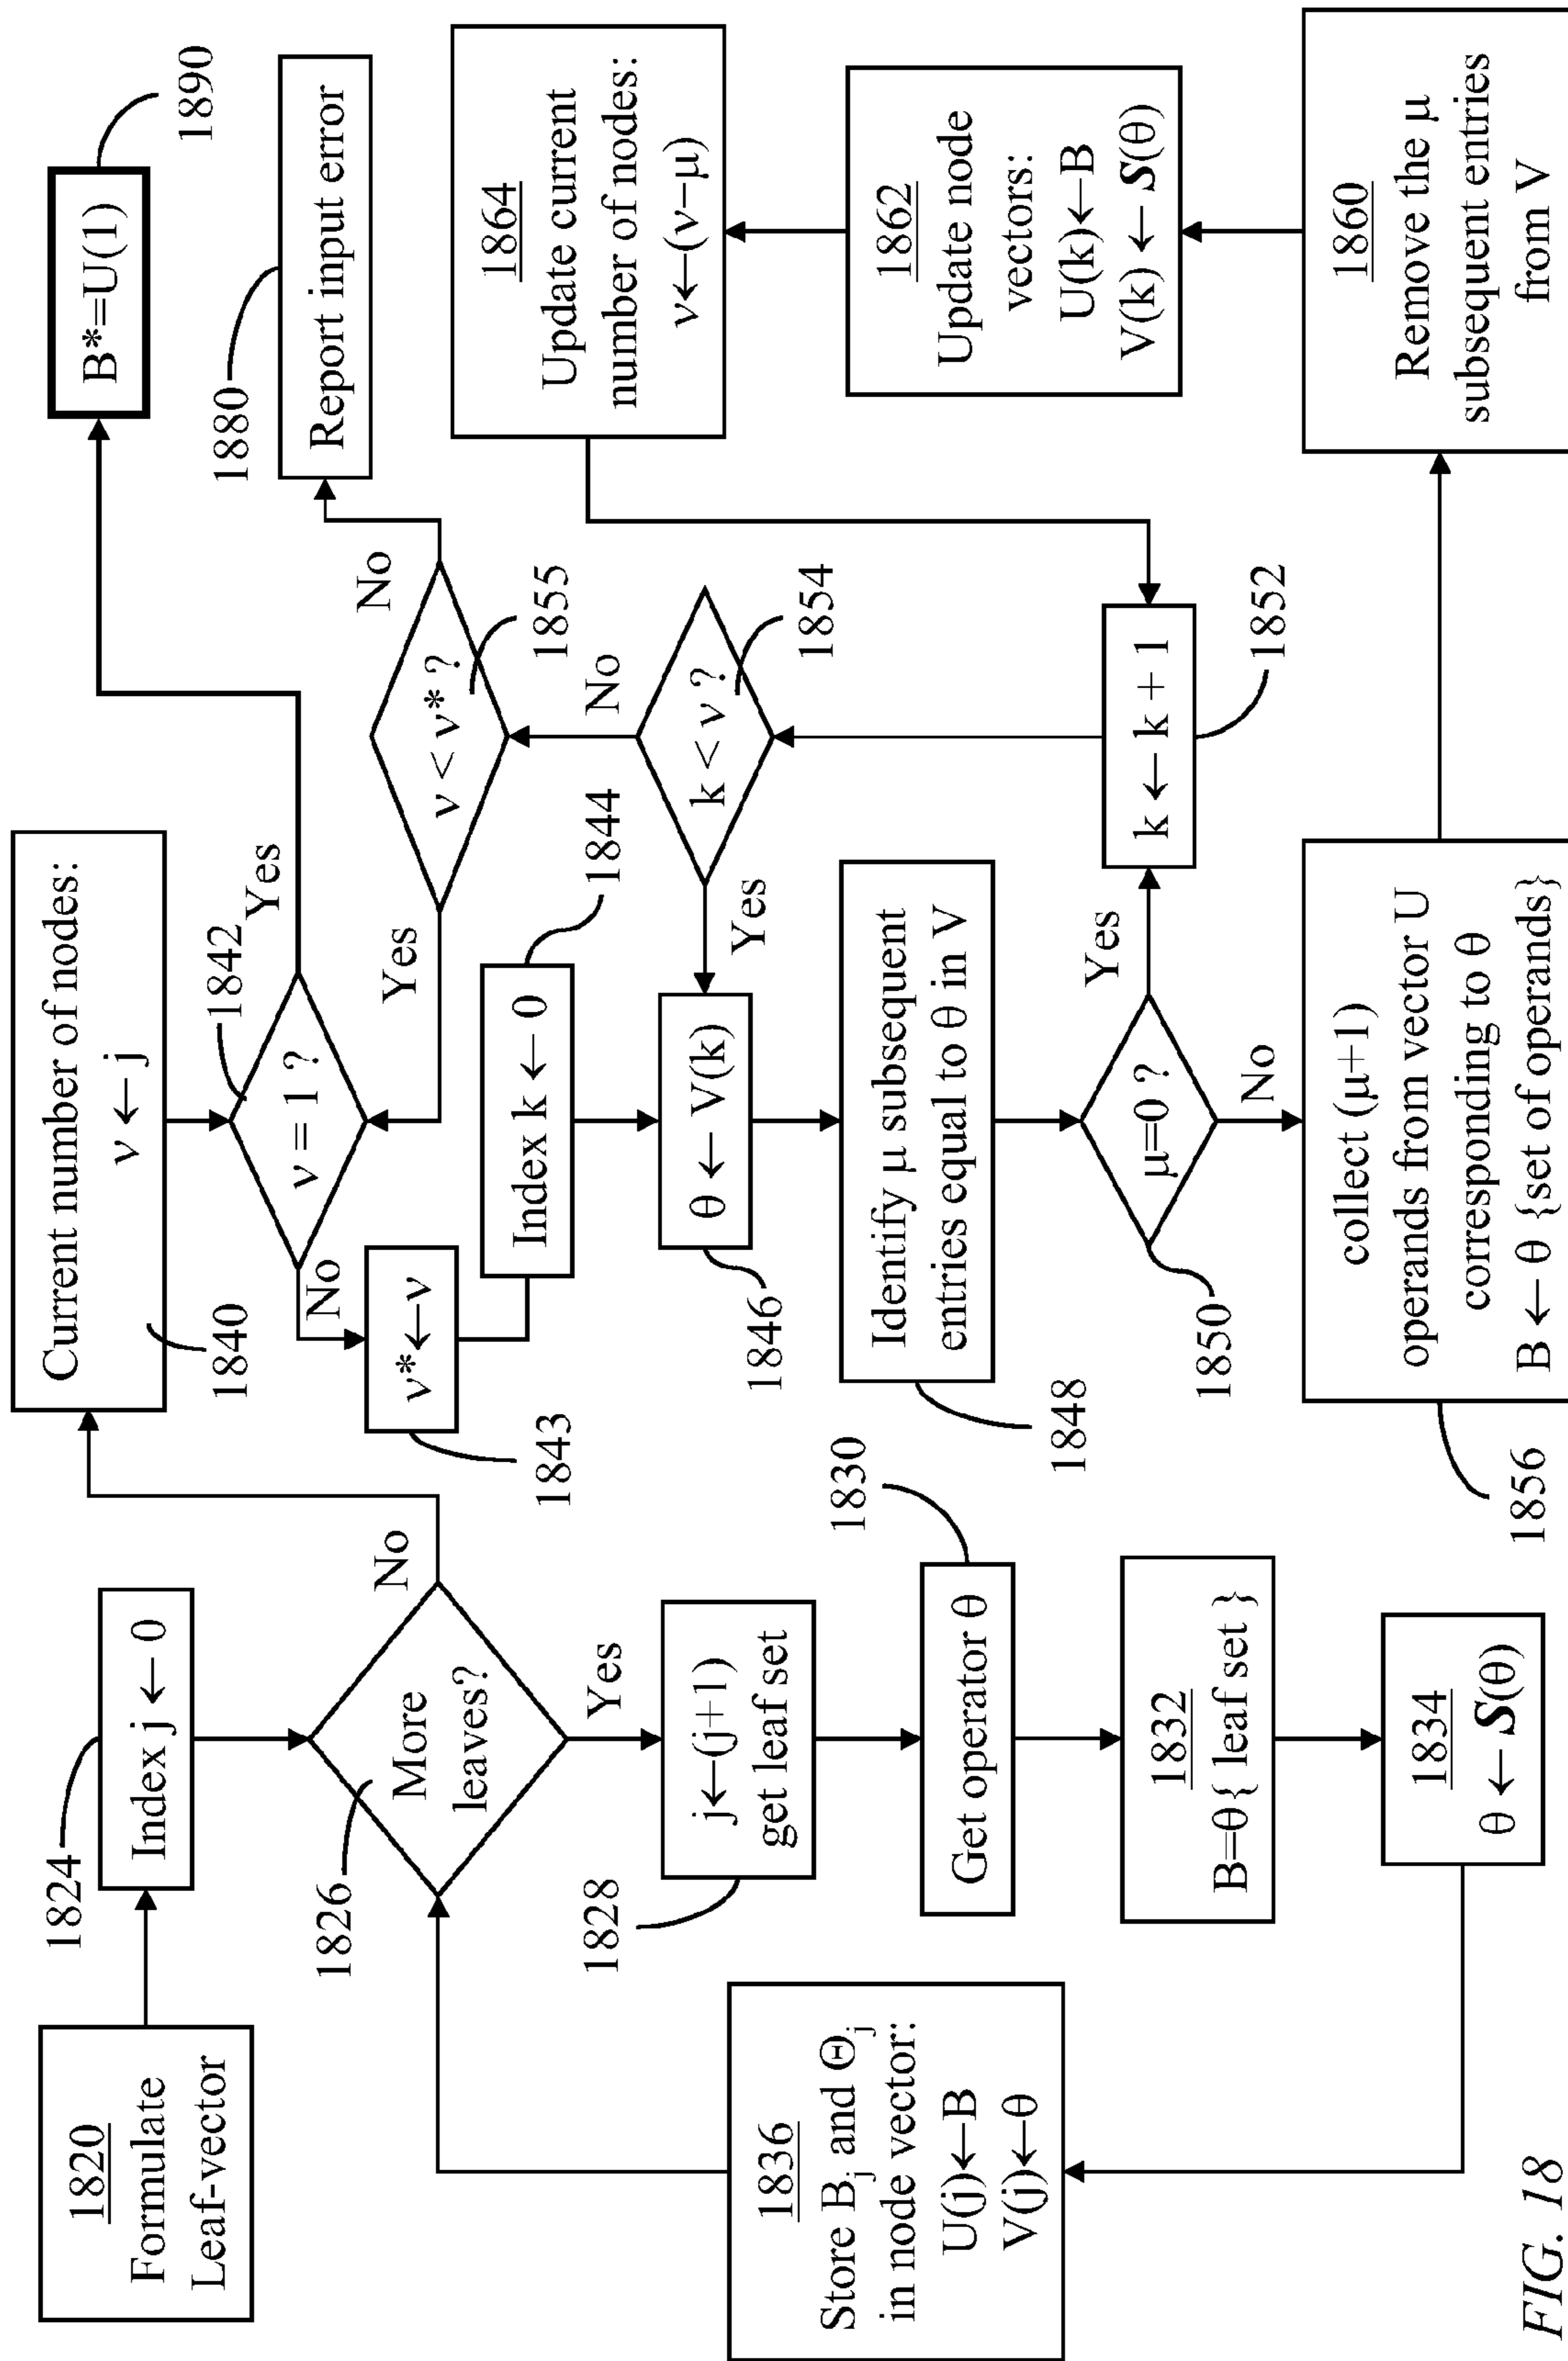 1820
Formulate
Leaf-vector
1824
Index j ← 0
1826
More
leaves?
No
Yes
1828
j←(j+1)
get leaf set
1830
Get operator θ
1832
B=θ{ leaf set }
1834
θ ← S(θ)
1836
Store Bj and Θj
in node vector:
U(j)←B
V(j)←θ
Current number of nodes:
ν ← j
1840
1842
ν = 1 ?
Yes
No
1843
ν*←ν
1844
Index k ← 0
1846
θ ← V(k)
1848
Identify μ subsequent
entries equal to θ in V
1850
μ=0 ?
Yes
No
1856
collect (μ+1)
operands from vector U
corresponding to θ
B ← θ {set of operands}
1852
k ← k + 1
1854
k < ν ?
Yes
No
1855
ν < ν* ?
Yes
No
1860
Remove the μ
subsequent entries
from V
1862
Update node
vectors:
U(k)←B
V(k) ← S(θ)
1864
Update current
number of nodes:
ν←(ν−μ)
1880
Report input error
1890
B*=U(1)
FIG. 18